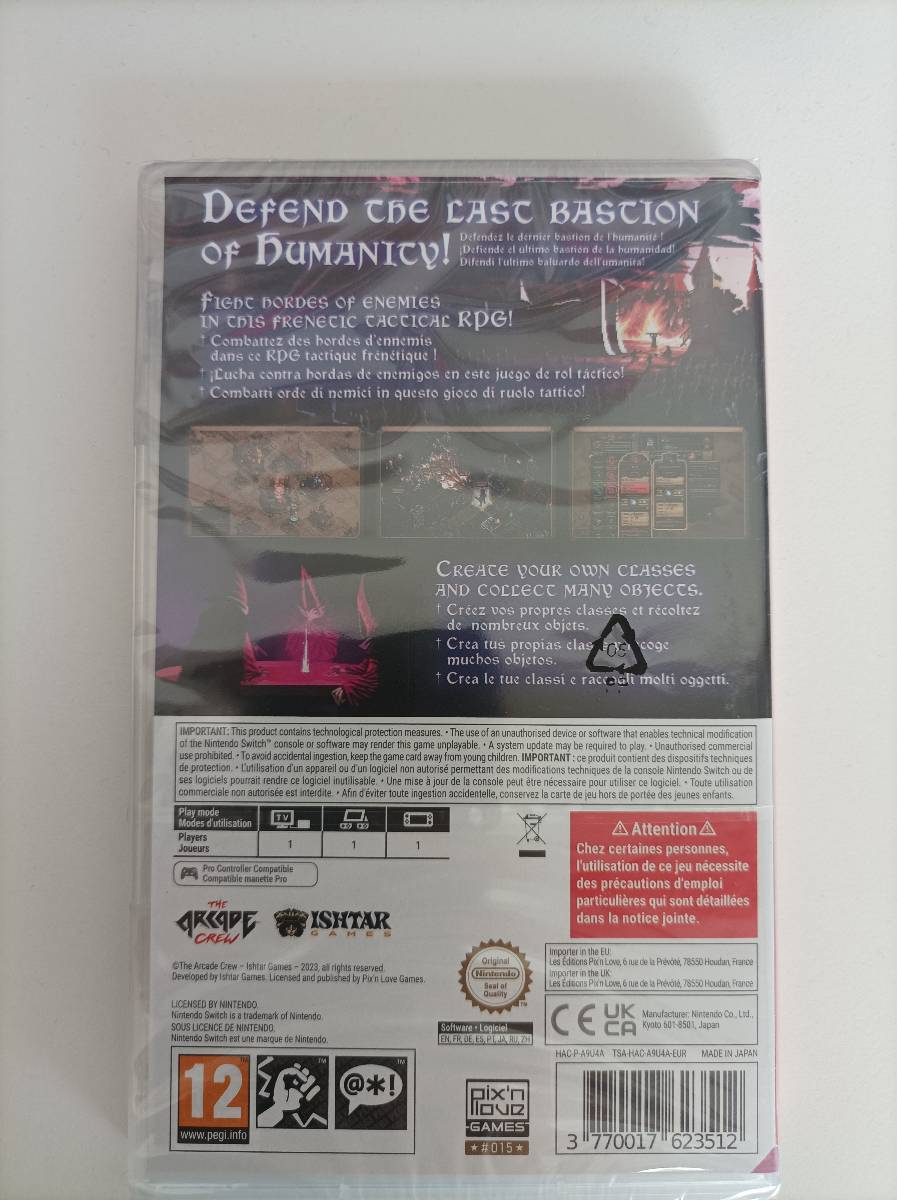 Defend the last bastion
of Humanity!
Défendez le dernier bastion de l'humanité !
¡Defiende el ultimo bastion de la humanidad!
Difendi l'ultimo baluardo dell'umanita!
Fight hordes of enemies
in this frenetic tactical RPG!
† Combattez des hordes d'ennemis
dans ce RPG tactique frénétique !
† ¡Lucha contra hordas de enemigos en este juego de rol táctico!
† Combatti orde di nemici in questo gioco di ruolo tattico!
Create your own classes
and collect many objects.
† Créez vos propres classes et récoltez
de nombreux objets.
† Crea tus propias clases y recoge
muchos objetos.
† Crea le tue classi e raccogli molti oggetti.
05
IMPORTANT: This product contains technological protection measures. • The use of an unauthorised device or software that enables technical modification
of the Nintendo Switch™ console or software may render this game unplayable. • A system update may be required to play. • Unauthorised commercial
use prohibited. • To avoid accidental ingestion, keep the game card away from young children. IMPORTANT : ce produit contient des dispositifs techniques
de protection. • L'utilisation d'un appareil ou d'un logiciel non autorisé permettant des modifications techniques de la console Nintendo Switch ou de
ses logiciels pourrait rendre ce logiciel inutilisable. • Une mise à jour de la console peut être nécessaire pour utiliser ce logiciel. • Toute utilisation
commerciale non autorisée est interdite. • Afin d'éviter toute ingestion accidentelle, conservez la carte de jeu hors de portée des jeunes enfants.
Play mode
Modes d'utilisation
TV
Players
Joueurs
1 1 1
Pro Controller Compatible
Compatible manette Pro
⚠ Attention ⚠
Chez certaines personnes,
l'utilisation de ce jeu nécessite
des précautions d'emploi
particulières qui sont détaillées
dans la notice jointe.
THE
ARCADE
CREW
ISHTAR
GAMES
©The Arcade Crew - Ishtar Games - 2023, all rights reserved.
Developed by Ishtar Games. Licensed and published by Pix'n Love Games.
LICENSED BY NINTENDO.
Nintendo Switch is a trademark of Nintendo.
SOUS LICENCE DE NINTENDO.
Nintendo Switch est une marque de Nintendo.
Original
Nintendo
Seal of
Quality
TM
Software • Logiciel
EN, FR, DE, ES, PT, JA, RU, ZH
Importer in the EU:
Les Éditions Pix'n Love, 6 rue de la Prévôté, 78550 Houdan, France
Importer in the UK:
Les Éditions Pix'n Love, 6 rue de la Prévôté, 78550 Houdan, France
CE UK
CA
Manufacturer: Nintendo Co., Ltd.,
Kyoto 601-8501, Japan
HAC-P-A9U4A TSA-HAC-A9U4A-EUR MADE IN JAPAN
12
www.pegi.info
@*!
pix'n
love
GAMES
★#015★
3 770017 623512